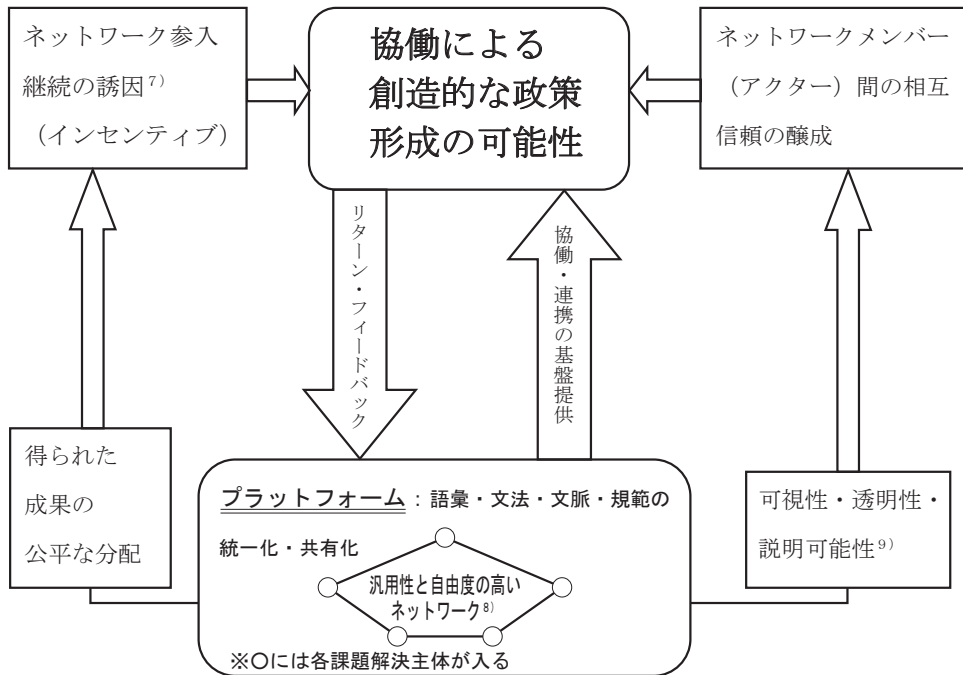 ネットワーク参入
継続の誘因⁷⁾
（インセンティブ）
協働による
創造的な政策
形成の可能性
ネットワークメンバー
（アクター）間の相互
信頼の醸成
リターン・フィードバック
協働・連携の基盤提供
得られた
成果の
公平な分配
プラットフォーム：語彙・文法・文脈・規範の
統一化・共有化
汎用性と自由度の高い
ネットワーク⁸⁾
※○には各課題解決主体が入る
可視性・透明性・
説明可能性⁹⁾